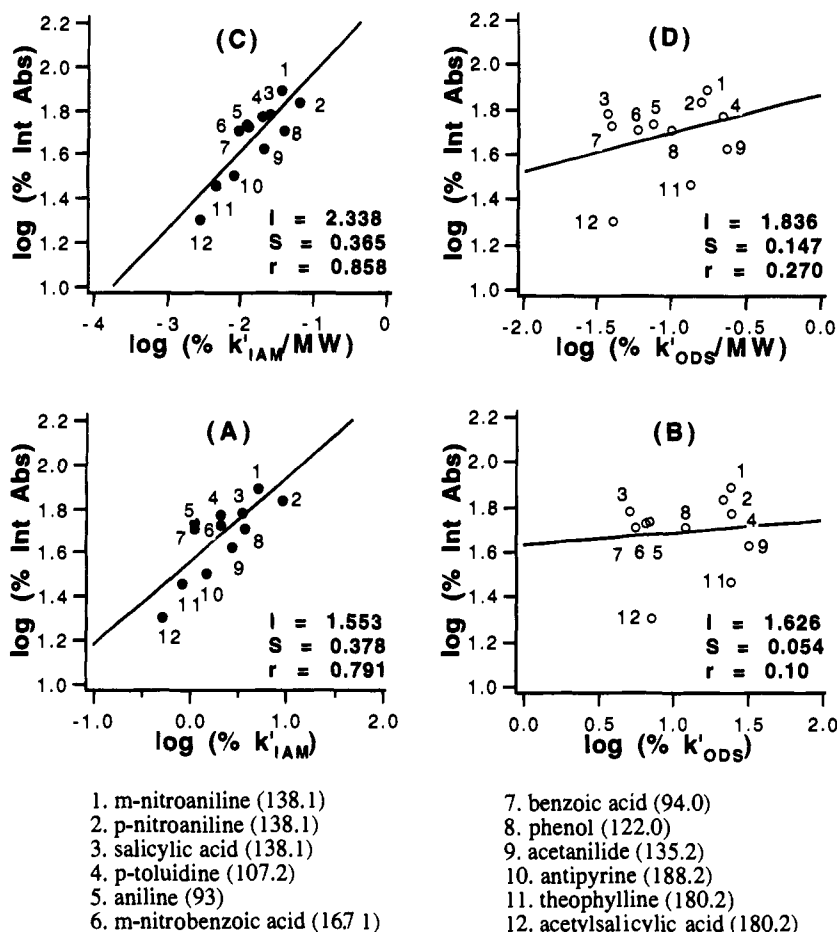 (C)
log (% Int Abs)
2.2
2.0
1.8
1.6
1.4
1.2
1.0
1
2
3
4
5
6
7
8
9
10
11
12
I = 2.338
S = 0.365
r = 0.858
-4 -3 -2 -1 0
log (% k'IAM/MW)
(D)
log (% Int Abs)
2.2
2.0
1.8
1.6
1.4
1.2
1.0
1
2
3
4
5
6
7
8
9
11
12
I = 1.836
S = 0.147
r = 0.270
-2.0 -1.5 -1.0 -0.5 0.0
log (% k'ODS/MW)
(A)
log (% Int Abs)
2.2
2.0
1.8
1.6
1.4
1.2
1.0
1
2
3
4
5
6
7
8
9
10
11
12
I = 1.553
S = 0.378
r = 0.791
-1.0 0.0 1.0 2.0
log (% k'IAM)
(B)
log (% Int Abs)
2.2
2.0
1.8
1.6
1.4
1.2
1.0
1
2
3
4
5
6
7
8
9
11
12
I = 1.626
S = 0.054
r = 0.10
0.0 0.5 1.0 1.5 2.0
log (% k'ODS)
1. m-nitroaniline (138.1)
2. p-nitroaniline (138.1)
3. salicylic acid (138.1)
4. p-toluidine (107.2)
5. aniline (93)
6. m-nitrobenzoic acid (167 1)
7. benzoic acid (94.0)
8. phenol (122.0)
9. acetanilide (135.2)
10. antipyrine (188.2)
11. theophylline (180.2)
12. acetylsalicylic acid (180.2)